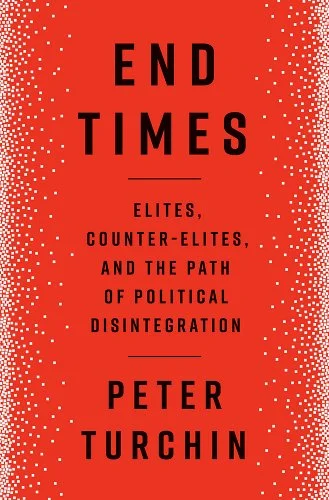 END
TIMES
ELITES,
COUNTER-ELITES,
AND THE PATH
OF POLITICAL
DISINTEGRATION
PETER
TURCHIN